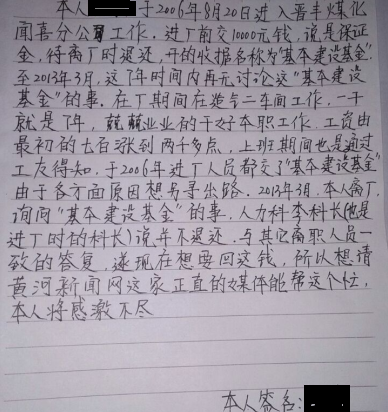 本人 于2006年8月20日进入晋丰煤化
闻喜分公司工作。进厂前交10000元钱，说是保证
金，待离厂时退还，开的收据名称为"基本建设基金"。
至2013年3月，这7年时间内再无讨论这"基本建设
基金"的事。在厂期间在造气二车间工作，一干
就是7年，兢兢业业的干好本职工作，工资由
最初的七百涨到两千多点，上班期间也是通过
工友得知，于2006年进厂人员都交了"基本建设基金"
由于各方面原因想另寻出路。2013年3月本人离厂，
询问"基本建设基金"的事，人力科李科长（他是
进厂时的科长）说并不退还。与其它离职人员一
致的答复，遂现在想要回这钱，所以想请
黄河新闻网这家正直的媒体能帮这个忙，
本人将感激不尽
本人签名：